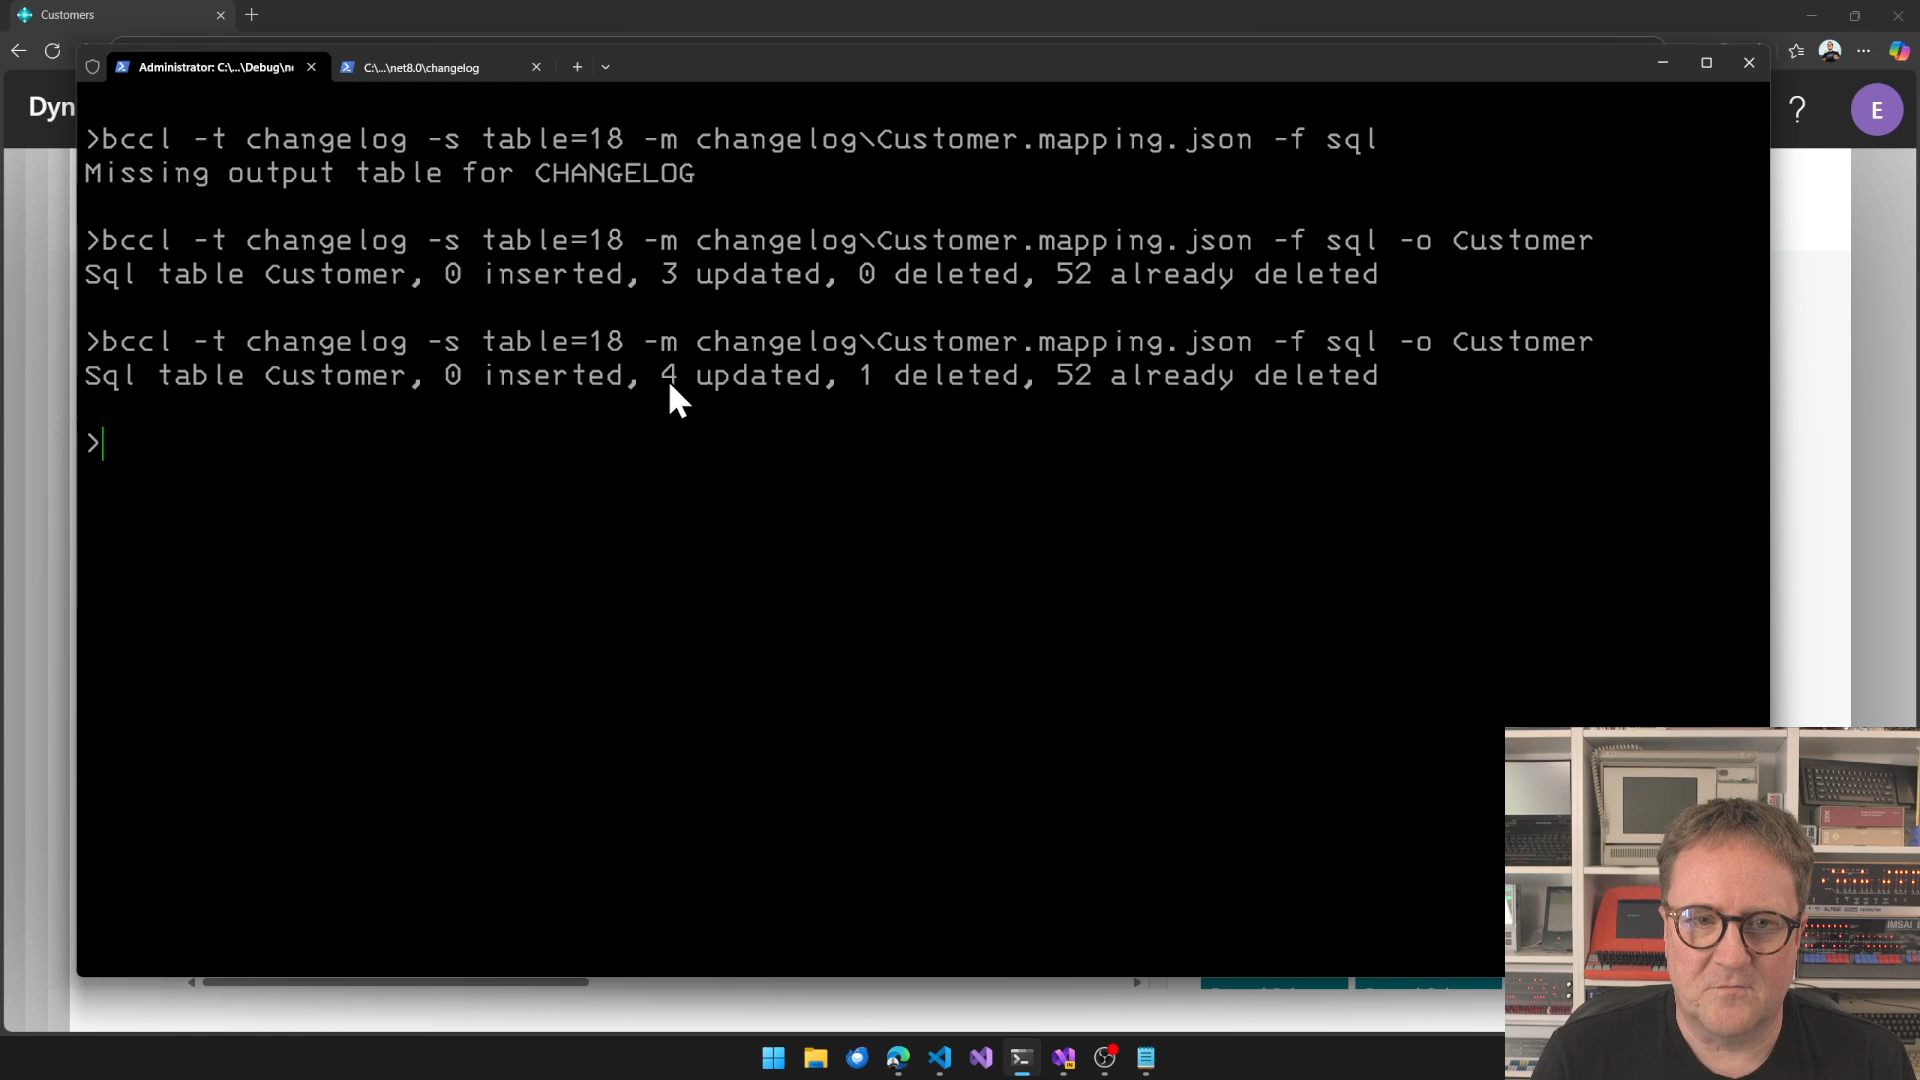 Customers
Administrator: C:\...\Debug\ne
C:\...\net8.0\changelog
Dyn
?
E
>bccl -t changelog -s table=18 -m changelog\Customer.mapping.json -f sql
Missing output table for CHANGELOG
>bccl -t changelog -s table=18 -m changelog\Customer.mapping.json -f sql -o Customer
Sql table Customer, 0 inserted, 3 updated, 0 deleted, 52 already deleted
>bccl -t changelog -s table=18 -m changelog\Customer.mapping.json -f sql -o Customer
Sql table Customer, 0 inserted, 4 updated, 1 deleted, 52 already deleted
>